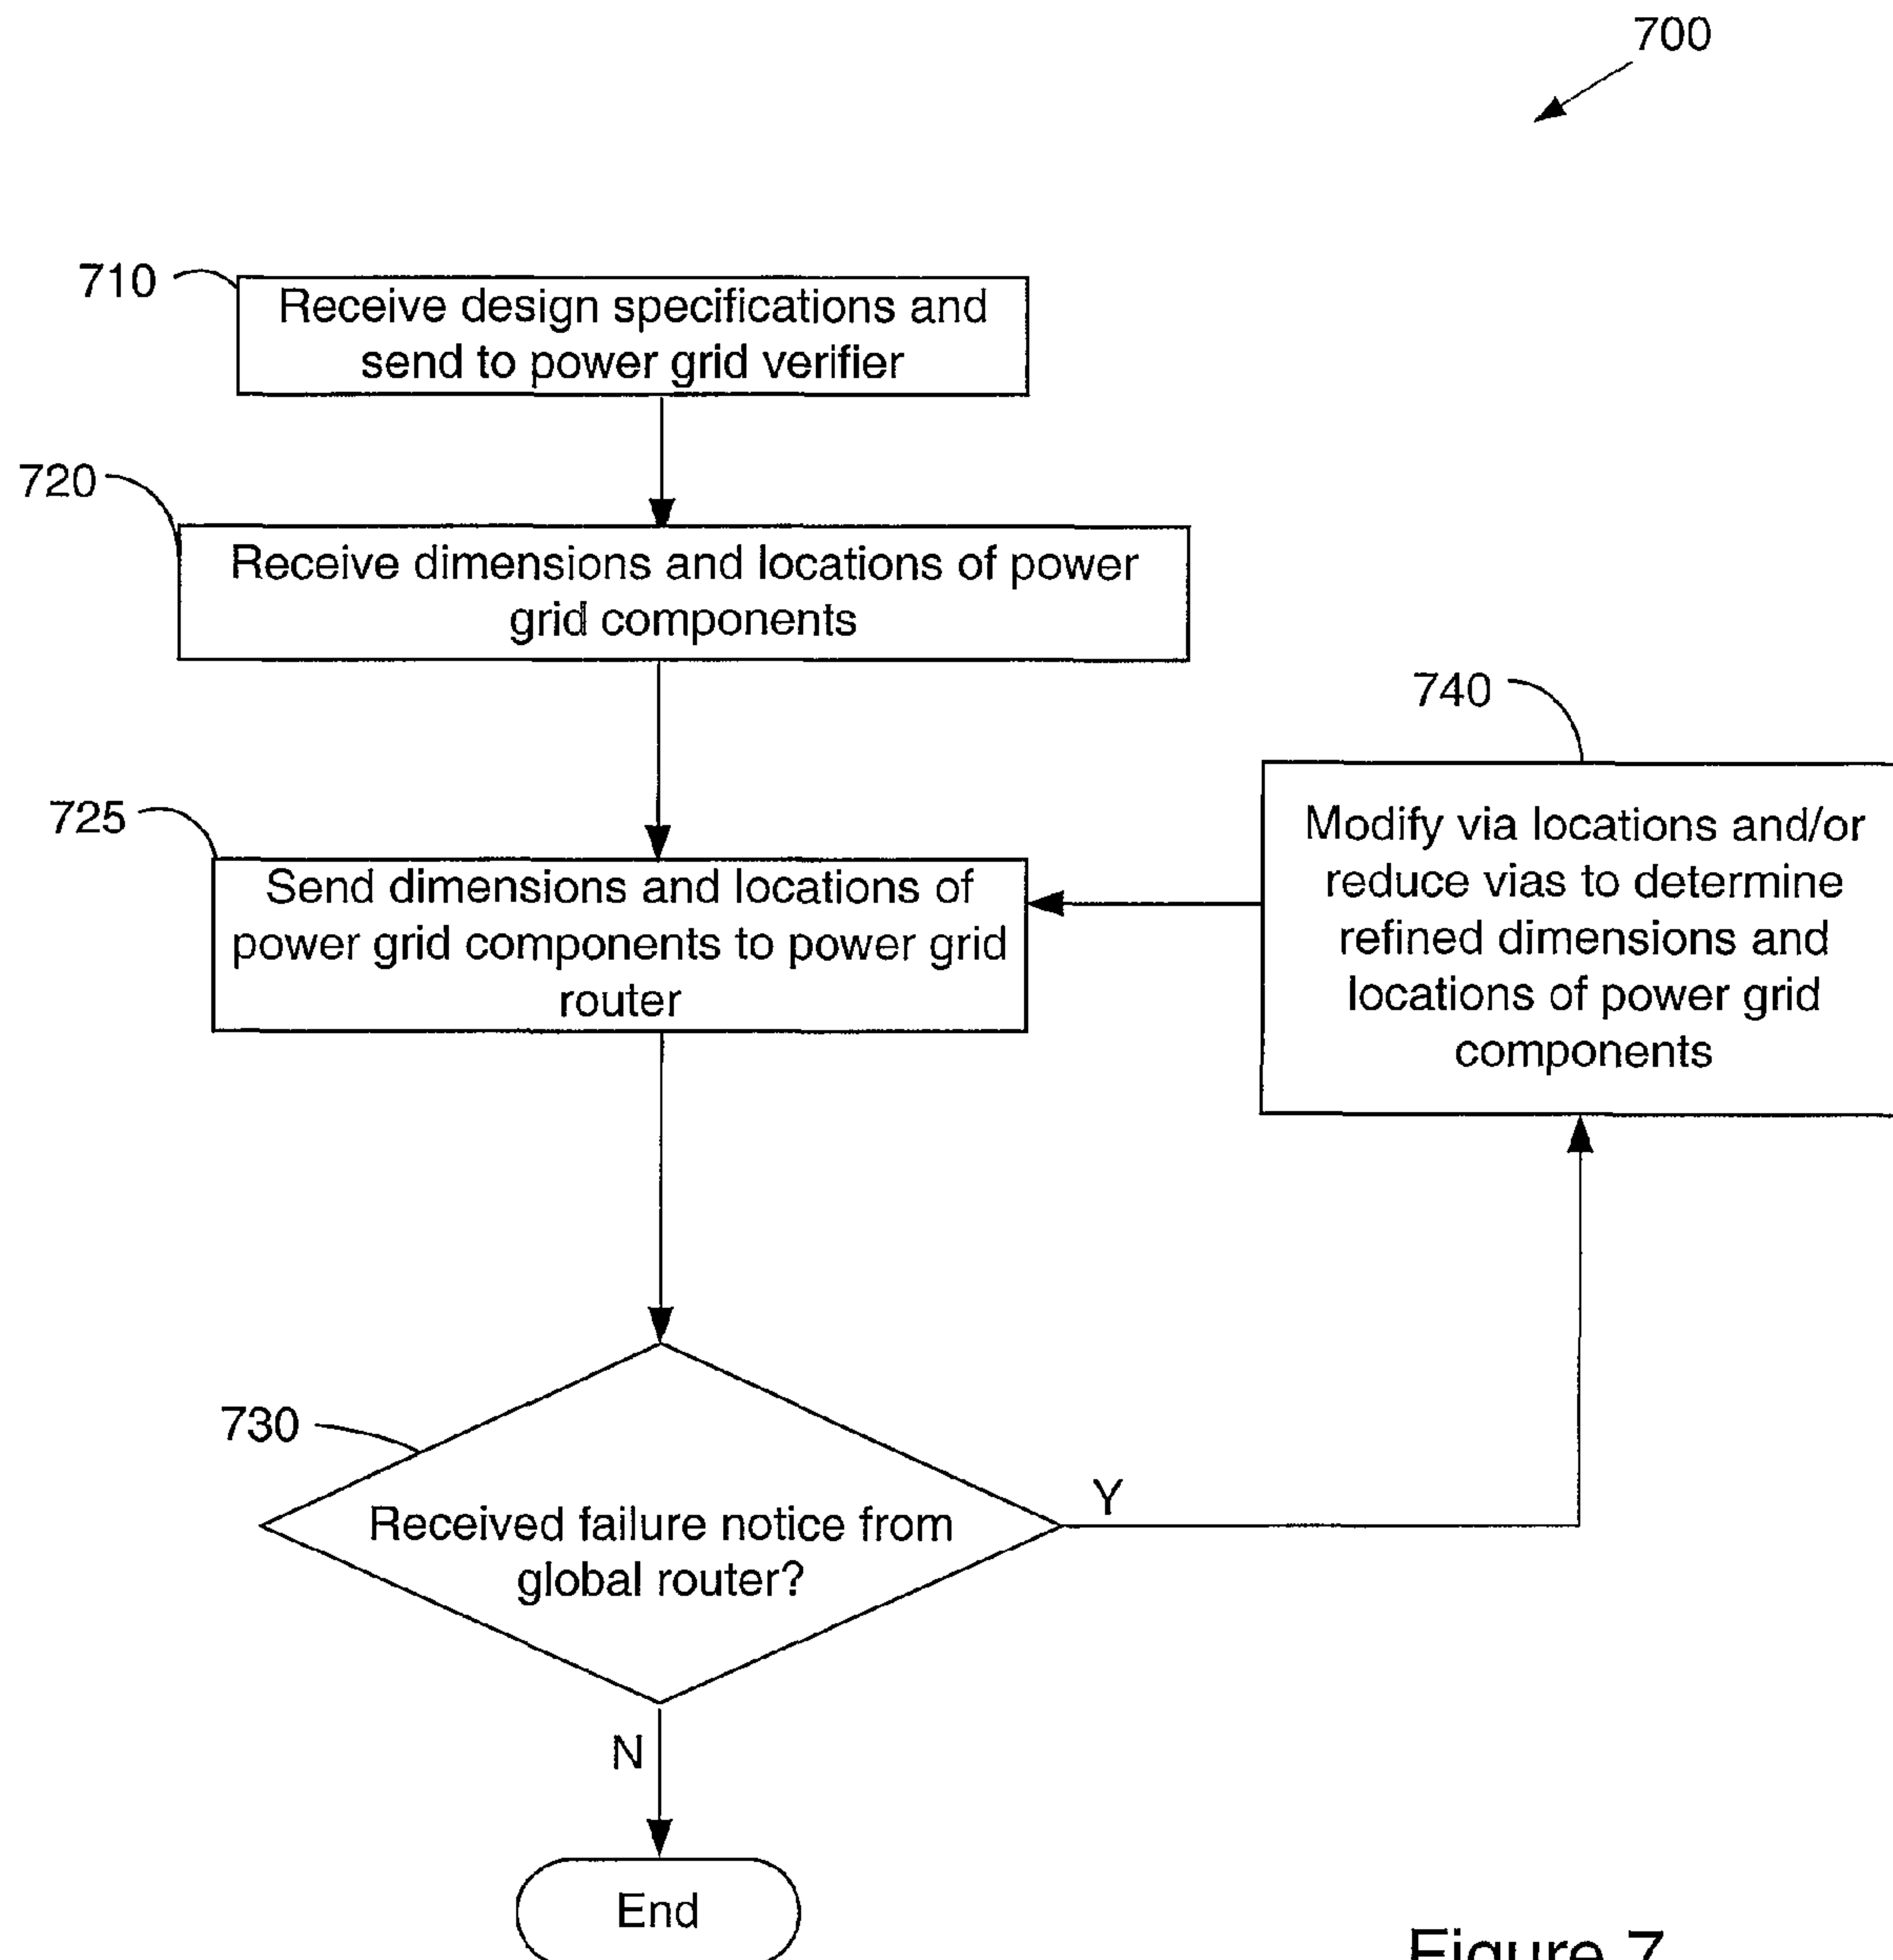 700
710
Receive design specifications and
send to power grid verifier
720
Receive dimensions and locations of power
grid components
725
Send dimensions and locations of
power grid components to power grid
router
740
Modify via locations and/or
reduce vias to determine
refined dimensions and
locations of power grid
components
730
Received failure notice from
global router?
Y
N
End
Figure 7